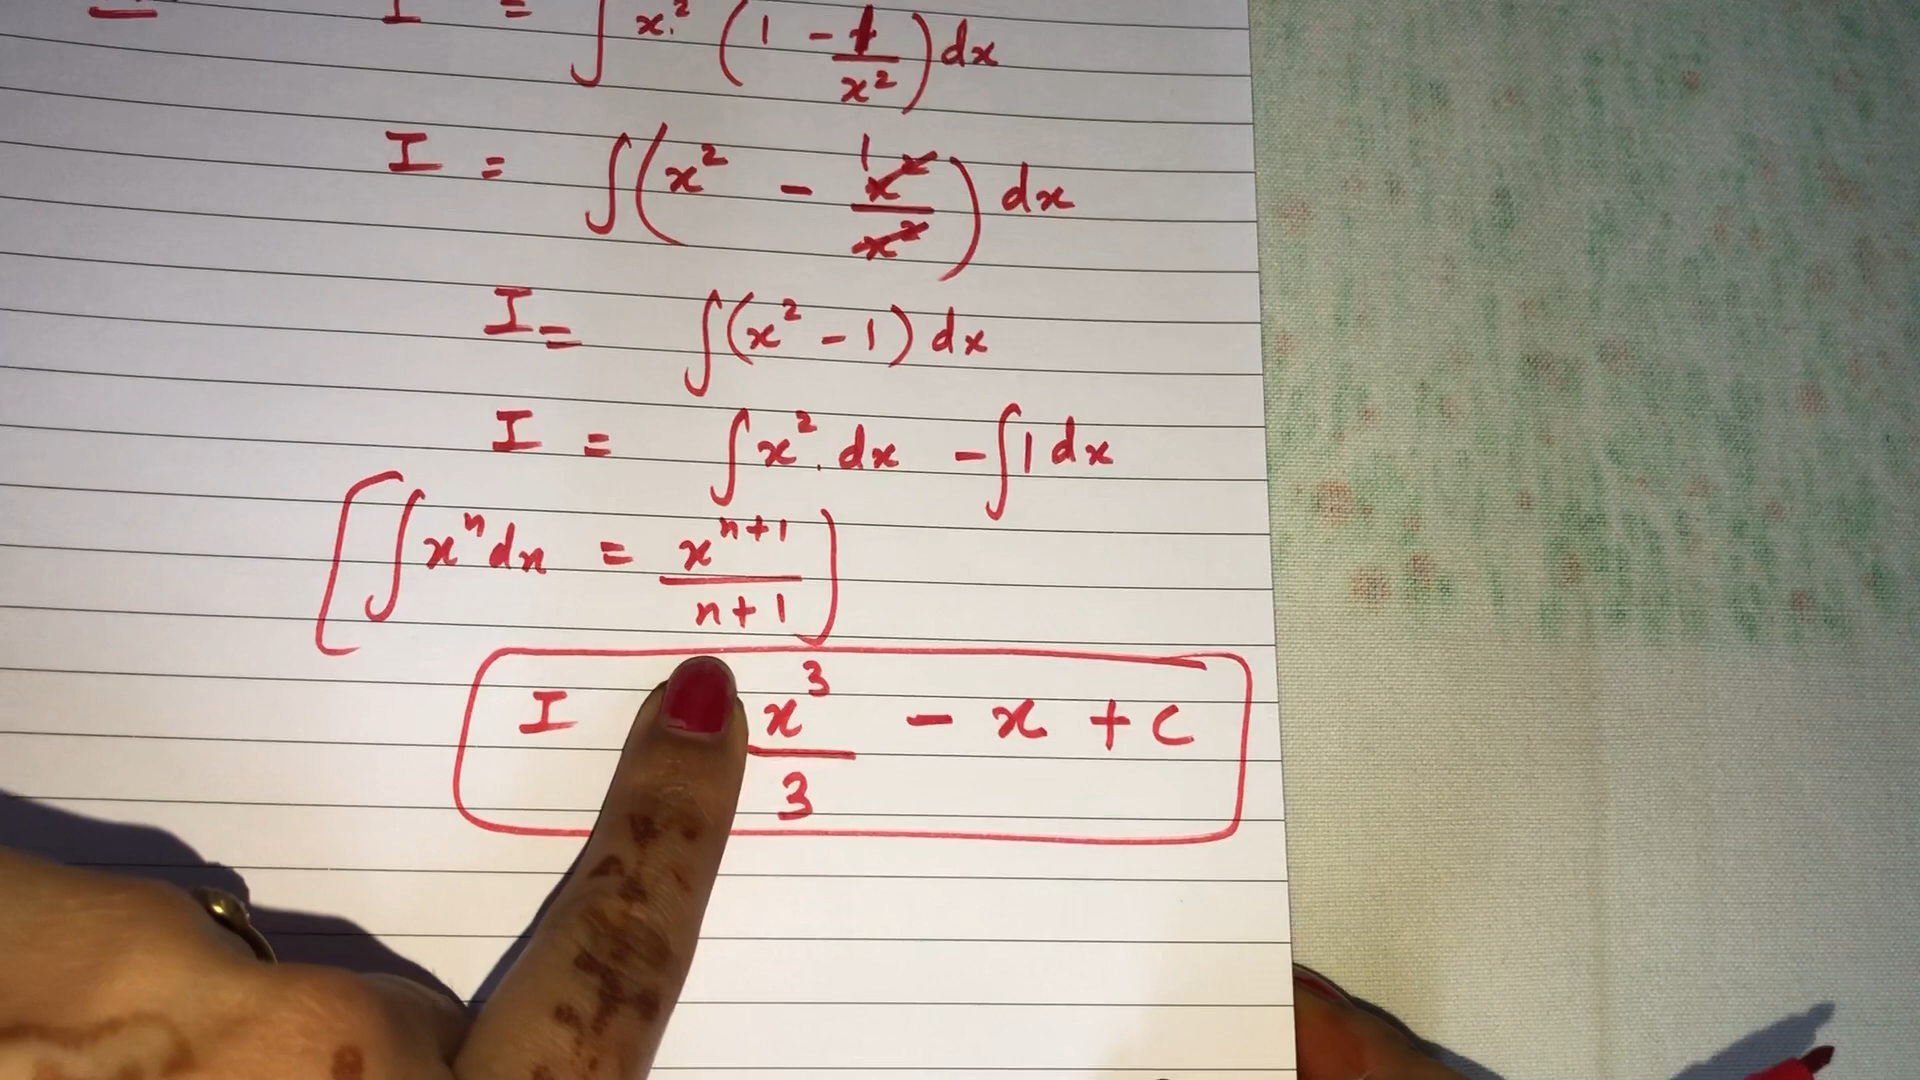 I = ∫ x² (1 - 1/x²) dx
I = ∫ (x² - x²/x²) dx
I = ∫ (x² - 1) dx
I = ∫ x² . dx - ∫ 1 dx
[∫ xⁿ dx = xⁿ⁺¹/n+1]
I x³/3 - x + c